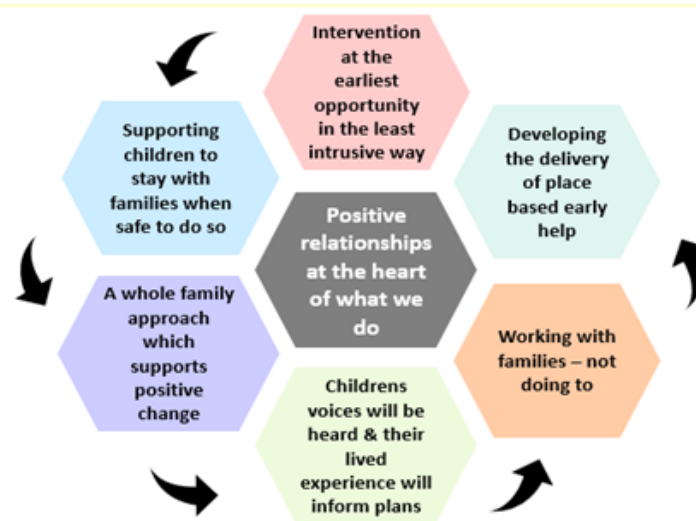 Intervention
at the
earliest
opportunity
in the least
intrusive way
Supporting
children to
stay with
families when
safe to do so
Developing
the delivery
of place
based early
help
Positive
relationships
at the heart
of what we
do
A whole family
approach
which
supports
positive
change
Working with
families – not
doing to
Childrens
voices will be
heard & their
lived
experience will
inform plans